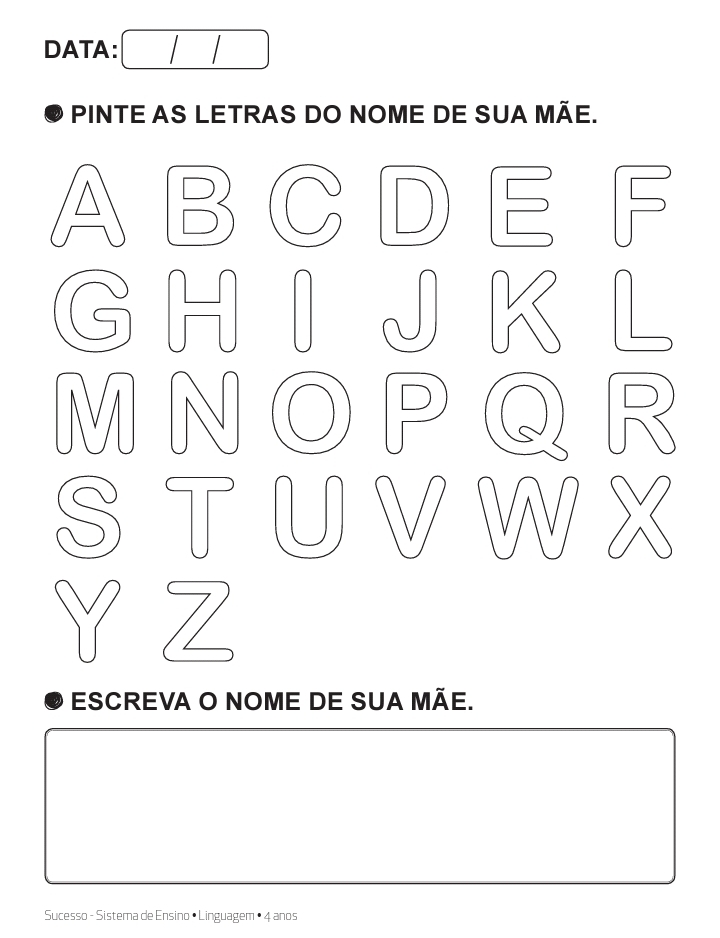 DATA: / /
PINTE AS LETRAS DO NOME DE SUA MÃE.
A B C D E F
G H I J K L
M N O P Q R
S T U V W X
Y Z
ESCREVA O NOME DE SUA MÃE.
Sucesso - Sistema de Ensino • Linguagem • 4 anos